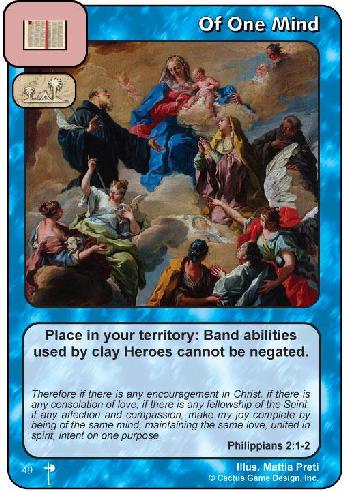 Of One Mind
Place in your territory: Band abilities
used by clay Heroes cannot be negated.
Therefore if there is any encouragement in Christ, if there is
any consolation of love, if there is any fellowship of the Spirit,
if any affection and compassion, make my joy complete by
being of the same mind, maintaining the same love, united in
spirit, intent on one purpose
Philippians 2:1-2
49
Illus. Mattia Preti
© Cactus Game Design, Inc.